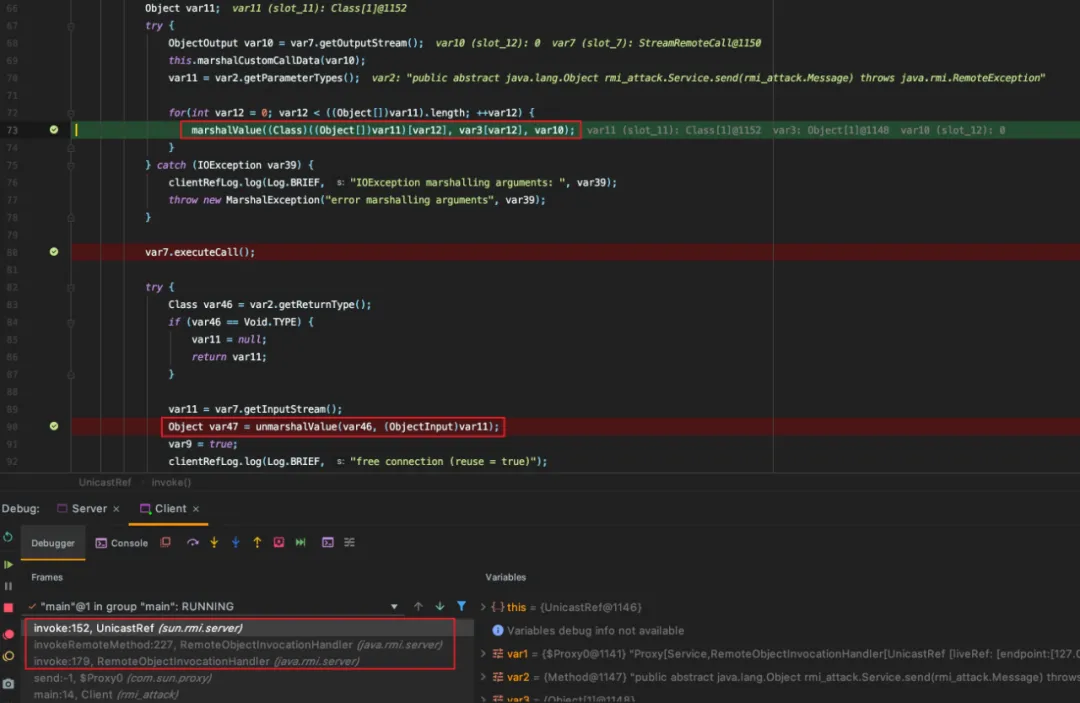 66 Object var11; var11 (slot_11): Class[1]@1152
67 try {
68 ObjectOutput var10 = var7.getOutputStream(); var10 (slot_12): 0 var7 (slot_7): StreamRemoteCall@1150
69 this.marshalCustomCallData(var10);
70 var11 = var2.getParameterTypes(); var2: "public abstract java.lang.Object rmi_attack.Service.send(rmi_attack.Message) throws java.rmi.RemoteException"
71
72 for(int var12 = 0; var12 < ((Object[])var11).length; ++var12) {
73 marshalValue((Class)((Object[])var11)[var12], var3[var12], var10); var11 (slot_11): Class[1]@1152 var3: Object[1]@1148 var10 (slot_12): 0
74 }
75 } catch (IOException var39) {
76 clientRefLog.log(Log.BRIEF, s: "IOException marshalling arguments: ", var39);
77 throw new MarshalException("error marshalling arguments", var39);
78 }
79
80 var7.executeCall();
81
82 try {
83 Class var46 = var2.getReturnType();
84 if (var46 == Void.TYPE) {
85 var11 = null;
86 return var11;
87 }
88
89 var11 = var7.getInputStream();
90 Object var47 = unmarshalValue(var46, (ObjectInput)var11);
91 var9 = true;
92 clientRefLog.log(Log.BRIEF, s: "free connection (reuse = true)");
UnicastRef invoke()
Debug: Server × Client ×
Debugger Console
Frames Variables
"main"@1 in group "main": RUNNING
this = {UnicastRef@1146}
invoke:152, UnicastRef (sun.rmi.server)
Variables debug info not available
invokeRemoteMethod:227, RemoteObjectInvocationHandler (java.rmi.server)
var1 = {$Proxy0@1141} "Proxy[Service,RemoteObjectInvocationHandler[UnicastRef [liveRef: [endpoint:[127.0
invoke:179, RemoteObjectInvocationHandler (java.rmi.server)
send:-1, $Proxy0 (com.sun.proxy)
var2 = {Method@1147} "public abstract java.lang.Object rmi_attack.Service.send(rmi_attack.Message) throws
main:14, Client (rmi_attack)
var3 = {Object[1]@1148}